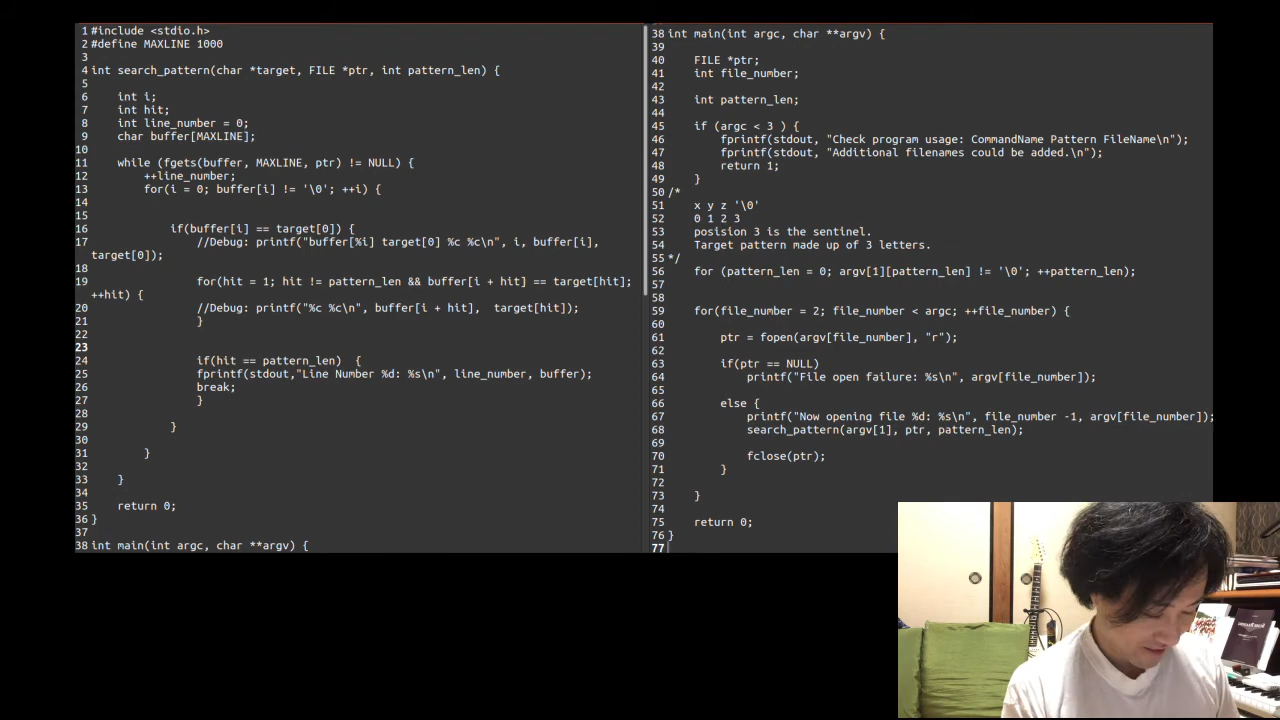 1 #include <stdio.h>
2 #define MAXLINE 1000
3
4 int search_pattern(char *target, FILE *ptr, int pattern_len) {
5
6 int i;
7 int hit;
8 int line_number = 0;
9 char buffer[MAXLINE];
10
11 while (fgets(buffer, MAXLINE, ptr) != NULL) {
12 ++line_number;
13 for(i = 0; buffer[i] != '\0'; ++i) {
14
15
16 if(buffer[i] == target[0]) {
17 //Debug: printf("buffer[%i] target[0] %c %c\n", i, buffer[i],
target[0]);
18
19 for(hit = 1; hit != pattern_len && buffer[i + hit] == target[hit];
++hit) {
20 //Debug: printf("%c %c\n", buffer[i + hit], target[hit]);
21 }
22
23
24 if(hit == pattern_len) {
25 fprintf(stdout,"Line Number %d: %s\n", line_number, buffer);
26 break;
27 }
28
29 }
30
31 }
32
33 }
34
35 return 0;
36 }
37
38 int main(int argc, char **argv) {
38 int main(int argc, char **argv) {
39
40 FILE *ptr;
41 int file_number;
42
43 int pattern_len;
44
45 if (argc < 3 ) {
46 fprintf(stdout, "Check program usage: CommandName Pattern FileName\n");
47 fprintf(stdout, "Additional filenames could be added.\n");
48 return 1;
49 }
50 /*
51 x y z '\0'
52 0 1 2 3
53 posision 3 is the sentinel.
54 Target pattern made up of 3 letters.
55 */
56 for (pattern_len = 0; argv[1][pattern_len] != '\0'; ++pattern_len);
57
58
59 for(file_number = 2; file_number < argc; ++file_number) {
60
61 ptr = fopen(argv[file_number], "r");
62
63 if(ptr == NULL)
64 printf("File open failure: %s\n", argv[file_number]);
65
66 else {
67 printf("Now opening file %d: %s\n", file_number -1, argv[file_number]);
68 search_pattern(argv[1], ptr, pattern_len);
69
70 fclose(ptr);
71 }
72
73 }
74
75 return 0;
76 }
77